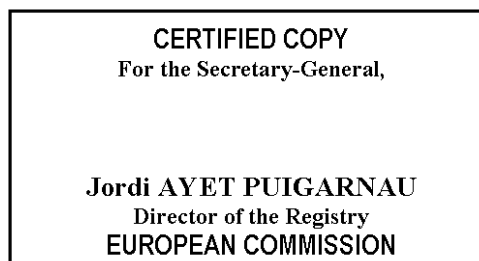 CERTIFIED COPY
For the Secretary-General,
Jordi AYET PUIGARNAU
Director of the Registry
EUROPEAN COMMISSION